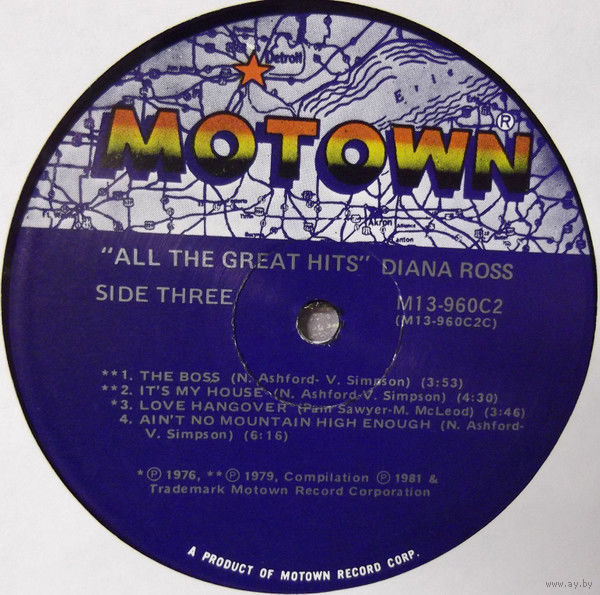 Detroit
Erie
MOTOWN®
Akron
Canton
"ALL THE GREAT HITS" DIANA ROSS
SIDE THREE
M13-960C2
(M13-960C2C)
**1. THE BOSS (N. Ashford- V. Simpson) (3:53)
**2. IT'S MY HOUSE (N. Ashford-V. Simpson) (4:30)
*3. LOVE HANGOVER (Pam Sawyer-M. McLeod) (3:46)
4. AIN'T NO MOUNTAIN HIGH ENOUGH (N. Ashford-
V. Simpson) (6:16)
*℗ 1976, **℗ 1979, Compilation ℗ 1981 &
Trademark Motown Record Corporation
A PRODUCT OF MOTOWN RECORD CORP.
www.ay.by